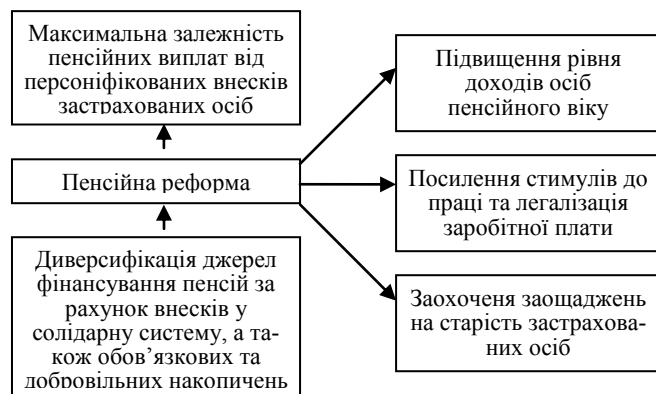 Максимальна залежність
пенсійних виплат від
персоніфікованих внесків
застрахованих осіб
Пенсійна реформа
Диверсифікація джерел
фінансування пенсій за
рахунок внесків у
солідарну систему, а та-
кож обов’язкових та
добровільних накопичень
Підвищення рівня
доходів осіб
пенсійного віку
Посилення стимулів до
праці та легалізація
заробітної плати
Заохоченя заощаджень
на старість застрахова-
них осіб